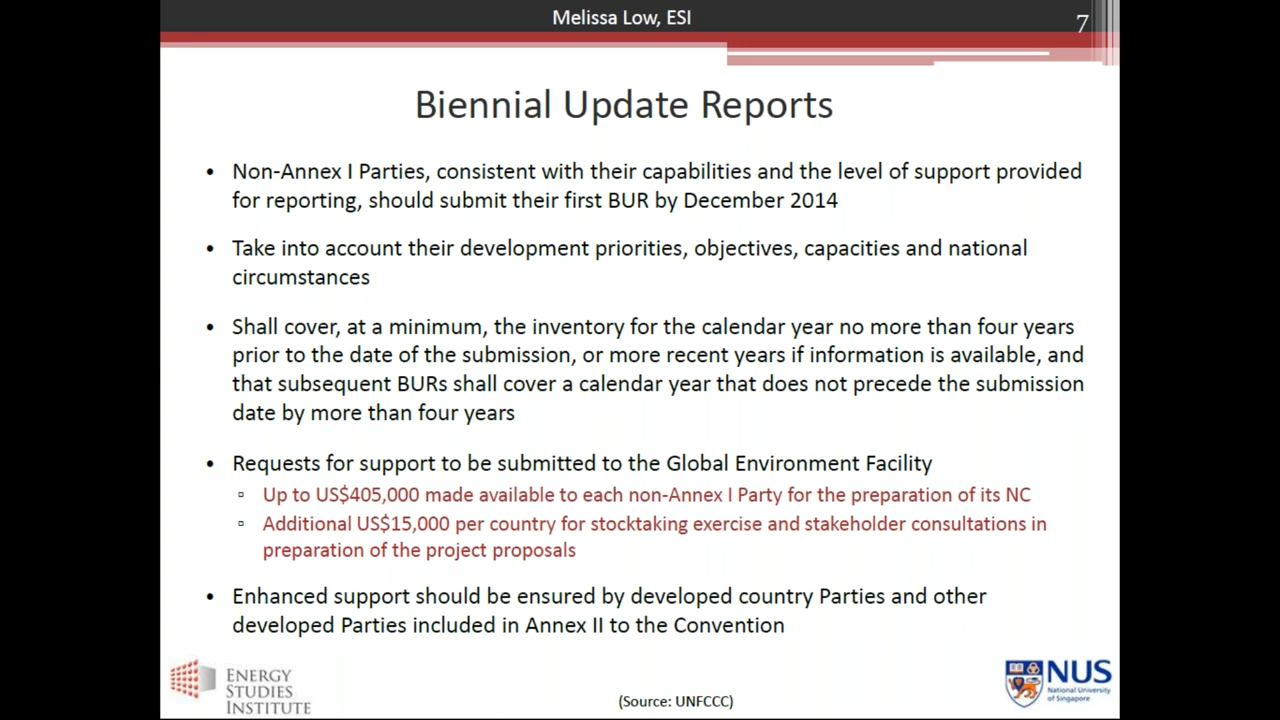 Melissa Low, ESI
7
Biennial Update Reports
• Non-Annex I Parties, consistent with their capabilities and the level of support provided
for reporting, should submit their first BUR by December 2014
• Take into account their development priorities, objectives, capacities and national
circumstances
• Shall cover, at a minimum, the inventory for the calendar year no more than four years
prior to the date of the submission, or more recent years if information is available, and
that subsequent BURs shall cover a calendar year that does not precede the submission
date by more than four years
• Requests for support to be submitted to the Global Environment Facility
▫ Up to US$405,000 made available to each non-Annex I Party for the preparation of its NC
▫ Additional US$15,000 per country for stocktaking exercise and stakeholder consultations in
preparation of the project proposals
• Enhanced support should be ensured by developed country Parties and other
developed Parties included in Annex II to the Convention
ENERGY
STUDIES
INSTITUTE
(Source: UNFCCC)
NUS
National University
of Singapore